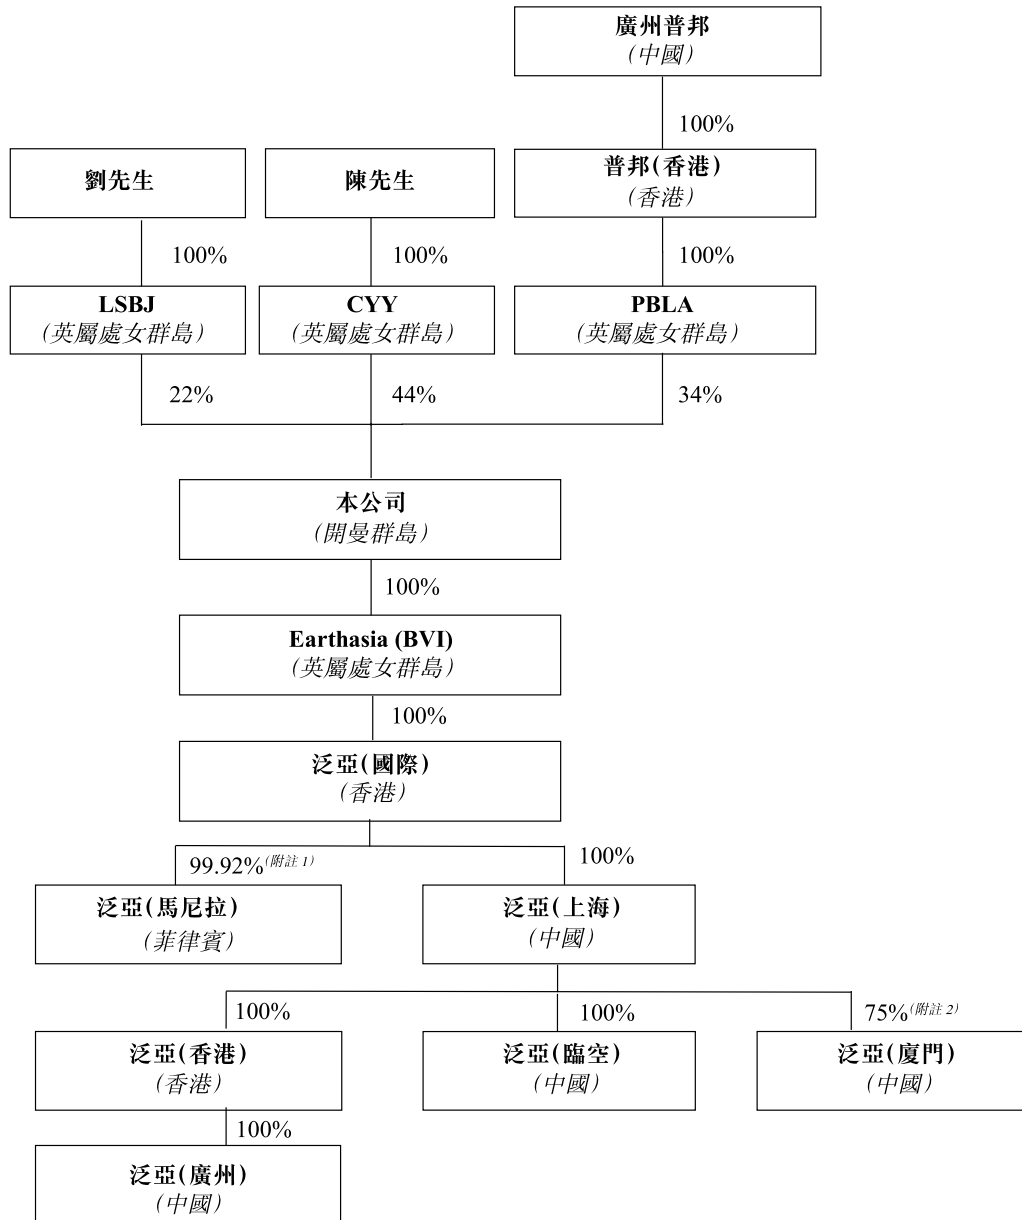 廣州普邦
(中國)
100%
劉先生
陳先生
普邦(香港)
(香港)
100%
100%
100%
LSBJ
(英屬處女群島)
CYY
(英屬處女群島)
PBLA
(英屬處女群島)
22%
44%
34%
本公司
(開曼群島)
100%
Earthasia (BVI)
(英屬處女群島)
100%
泛亞(國際)
(香港)
99.92%(附註 1)
100%
泛亞(馬尼拉)
(菲律賓)
泛亞(上海)
(中國)
100%
100%
75%(附註 2)
泛亞(香港)
(香港)
泛亞(臨空)
(中國)
泛亞(廈門)
(中國)
100%
泛亞(廣州)
(中國)